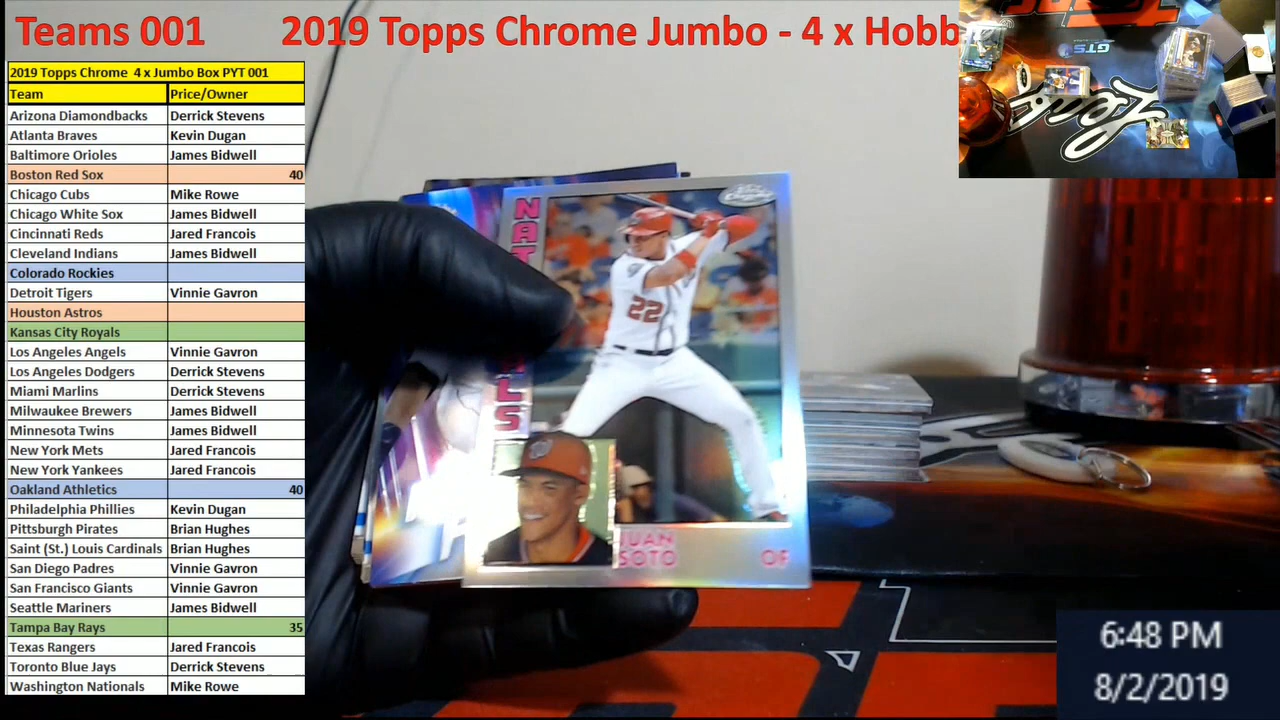 Teams 001 2019 Topps Chrome Jumbo - 4 x Hobb
2019 Topps Chrome 4 x Jumbo Box PYT 001
Team Price/Owner
Arizona Diamondbacks Derrick Stevens
Atlanta Braves Kevin Dugan
Baltimore Orioles James Bidwell
Boston Red Sox 40
Chicago Cubs Mike Rowe
Chicago White Sox James Bidwell
Cincinnati Reds Jared Francois
Cleveland Indians James Bidwell
Colorado Rockies
Detroit Tigers Vinnie Gavron
Houston Astros
Kansas City Royals
Los Angeles Angels Vinnie Gavron
Los Angeles Dodgers Derrick Stevens
Miami Marlins Derrick Stevens
Milwaukee Brewers James Bidwell
Minnesota Twins James Bidwell
New York Mets Jared Francois
New York Yankees Jared Francois
Oakland Athletics 40
Philadelphia Phillies Kevin Dugan
Pittsburgh Pirates Brian Hughes
Saint (St.) Louis Cardinals Brian Hughes
San Diego Padres Vinnie Gavron
San Francisco Giants Vinnie Gavron
Seattle Mariners James Bidwell
Tampa Bay Rays 35
Texas Rangers Jared Francois
Toronto Blue Jays Derrick Stevens
Washington Nationals Mike Rowe
22
JUAN
SOTO OF
GTS
6:48 PM
8/2/2019